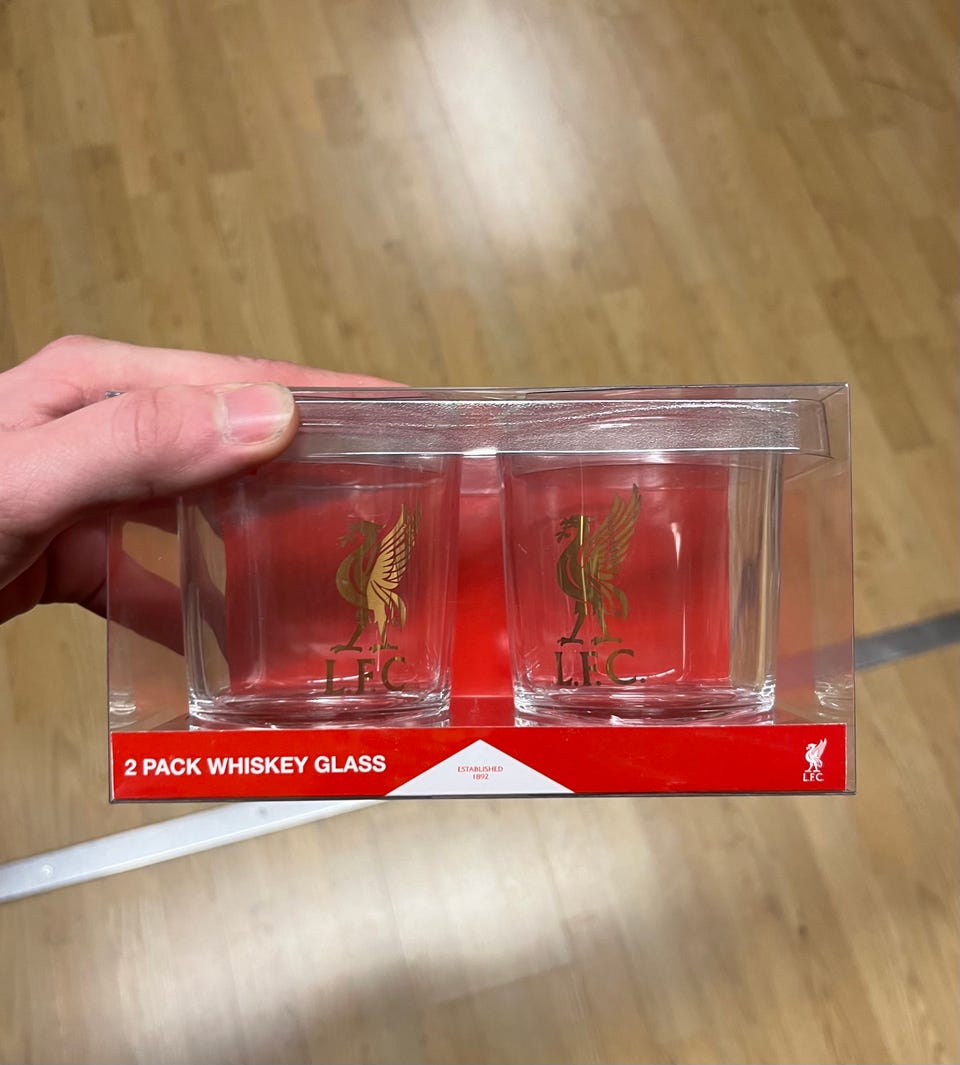 L.F.C.
L.F.C.
2 PACK WHISKEY GLASS
ESTABLISHED
1892
L.F.C.